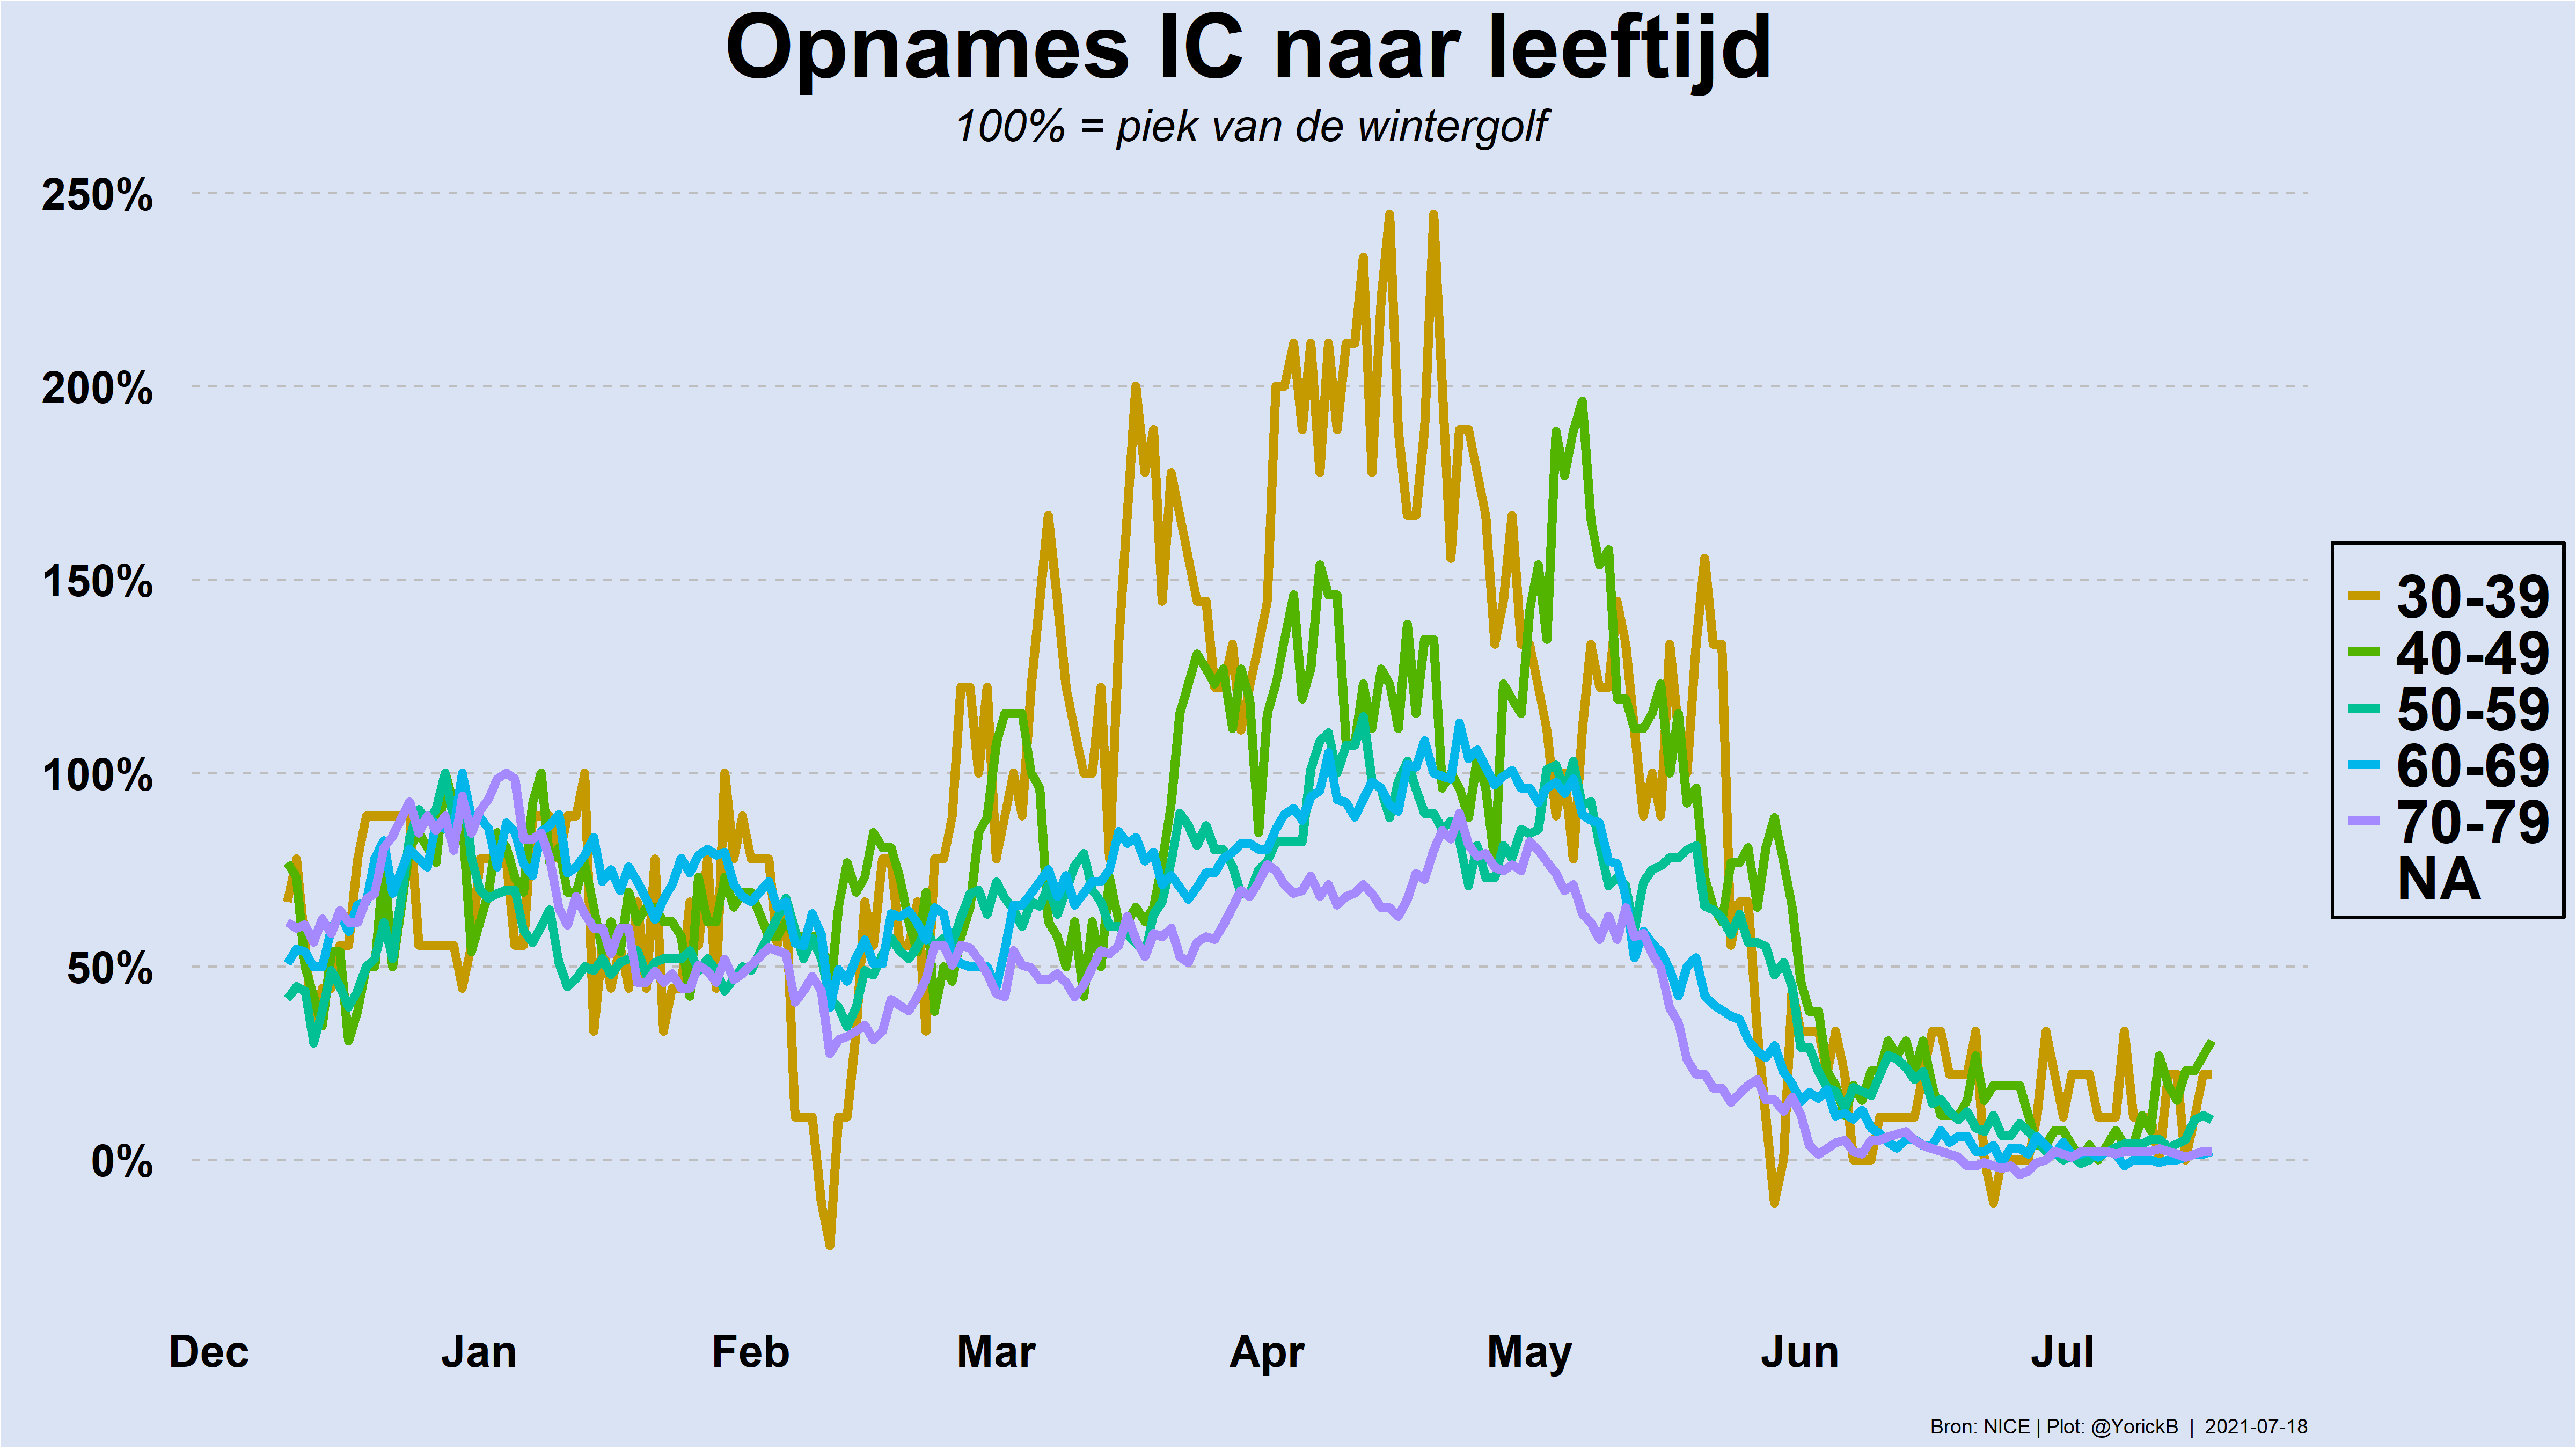 Opnames IC naar leeftijd
100% = piek van de wintergolf
250%
200%
150%
100%
50%
0%
30-39
40-49
50-59
60-69
70-79
NA
Dec Jan Feb Mar Apr May Jun Jul
Bron: NICE | Plot: @YorickB | 2021-07-18